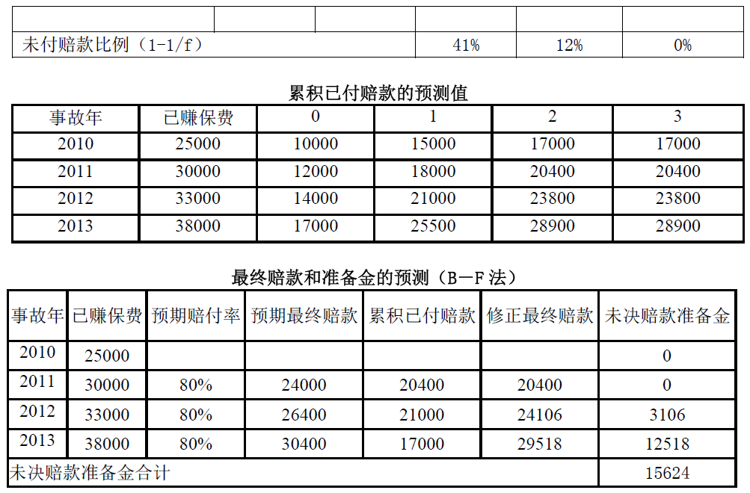 未付赔款比例（1-1/f） 41% 12% 0%
累积已付赔款的预测值
事故年 已赚保费 0 1 2 3
2010 25000 10000 15000 17000 17000
2011 30000 12000 18000 20400 20400
2012 33000 14000 21000 23800 23800
2013 38000 17000 25500 28900 28900
最终赔款和准备金的预测（B－F 法）
事故年 已赚保费 预期赔付率 预期最终赔款 累积已付赔款 修正最终赔款 未决赔款准备金
2010 25000 0
2011 30000 80% 24000 20400 20400 0
2012 33000 80% 26400 21000 24106 3106
2013 38000 80% 30400 17000 29518 12518
未决赔款准备金合计 15624